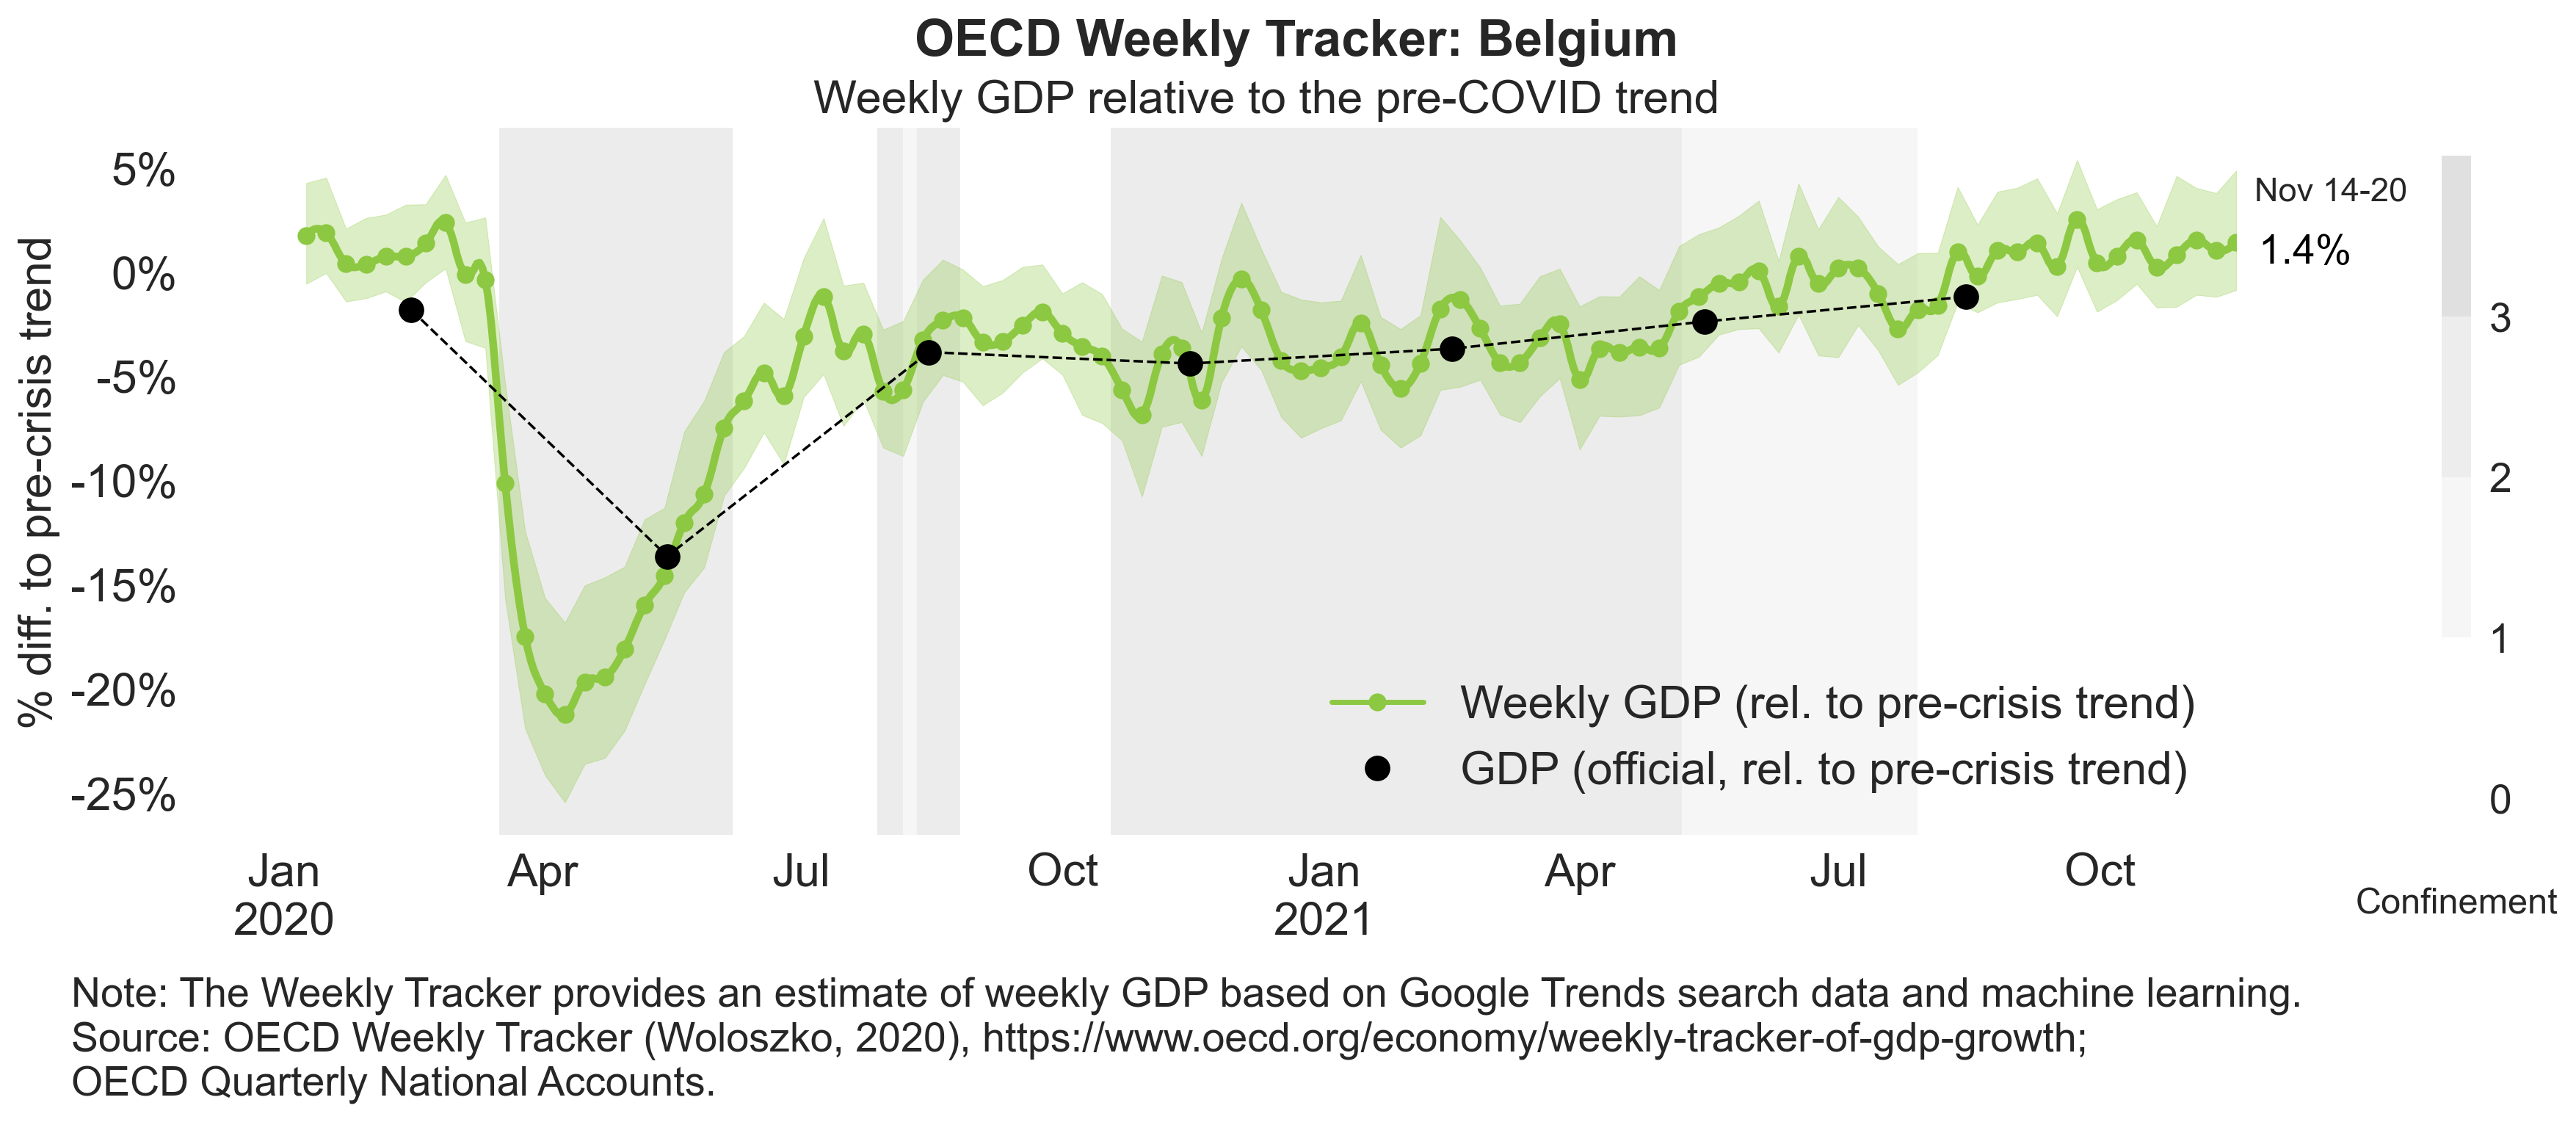 OECD Weekly Tracker: Belgium
Weekly GDP relative to the pre-COVID trend
% diff. to pre-crisis trend
5%
0%
-5%
-10%
-15%
-20%
-25%
Nov 14-20
1.4%
3
2
1
0
Confinement
Weekly GDP (rel. to pre-crisis trend)
GDP (official, rel. to pre-crisis trend)
Jan Apr Jul Oct Jan Apr Jul Oct
2020 2021
Note: The Weekly Tracker provides an estimate of weekly GDP based on Google Trends search data and machine learning.
Source: OECD Weekly Tracker (Woloszko, 2020), https://www.oecd.org/economy/weekly-tracker-of-gdp-growth;
OECD Quarterly National Accounts.